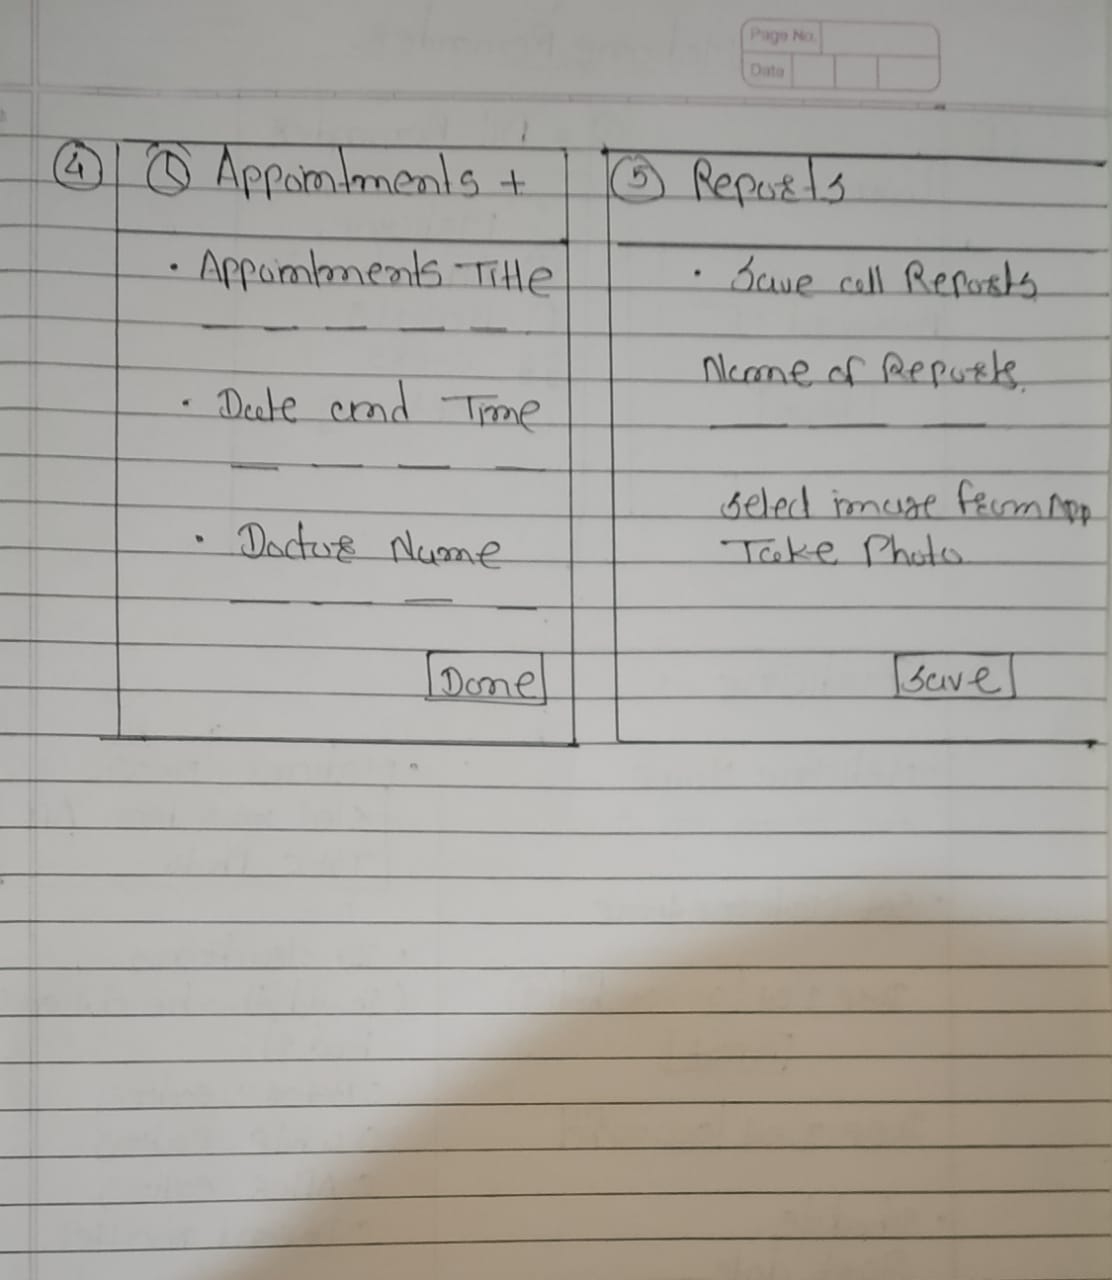 Page No.
Date
④ ① Appointments +
• Appointments Title
• Date and Time
• Doctor Name
Done
⑤ Reports
• Save all Reports
Name of Reports.
Select image from App
Take Photo
Save